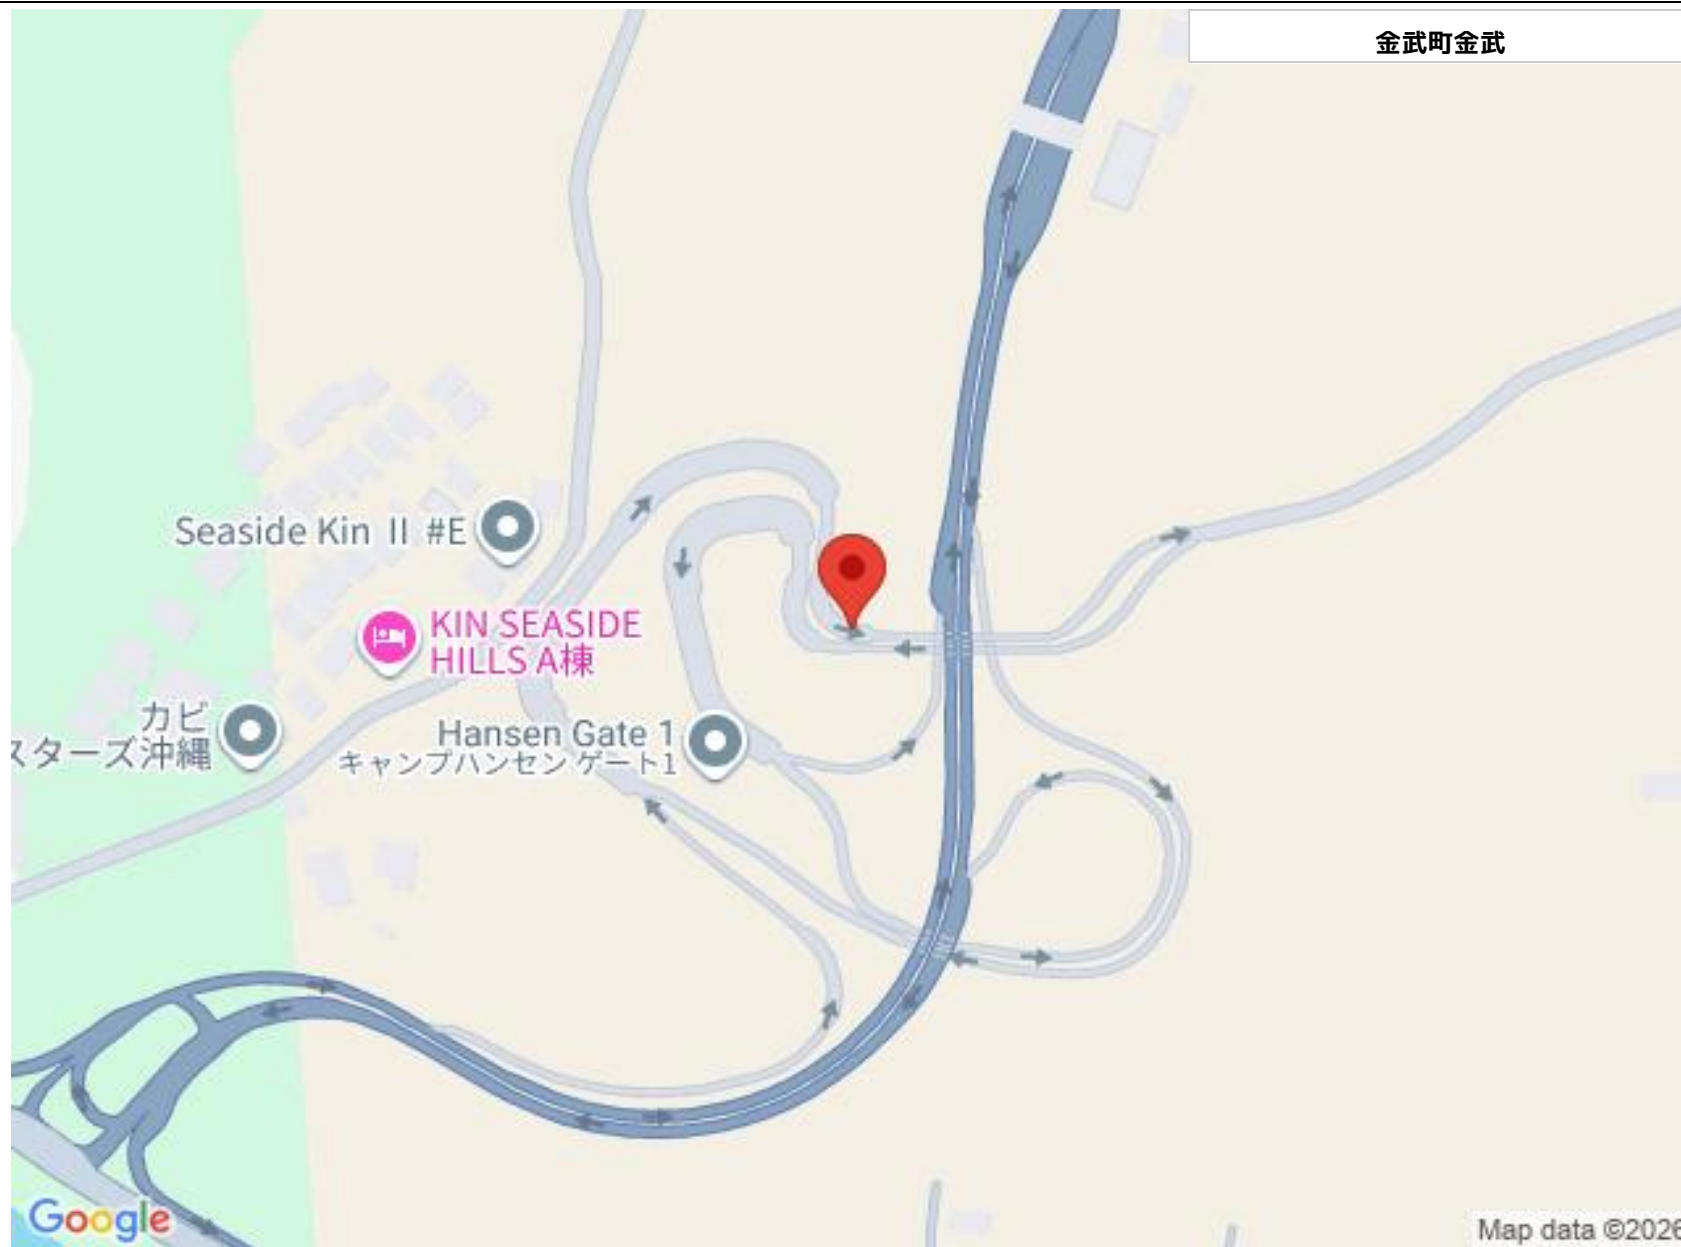 金武町金武
Seaside Kin Ⅱ #E
KIN SEASIDE
HILLS A棟
カビ
スターズ沖縄
Hansen Gate 1
キャンプハンセン ゲート1
Google
Map data ©2026